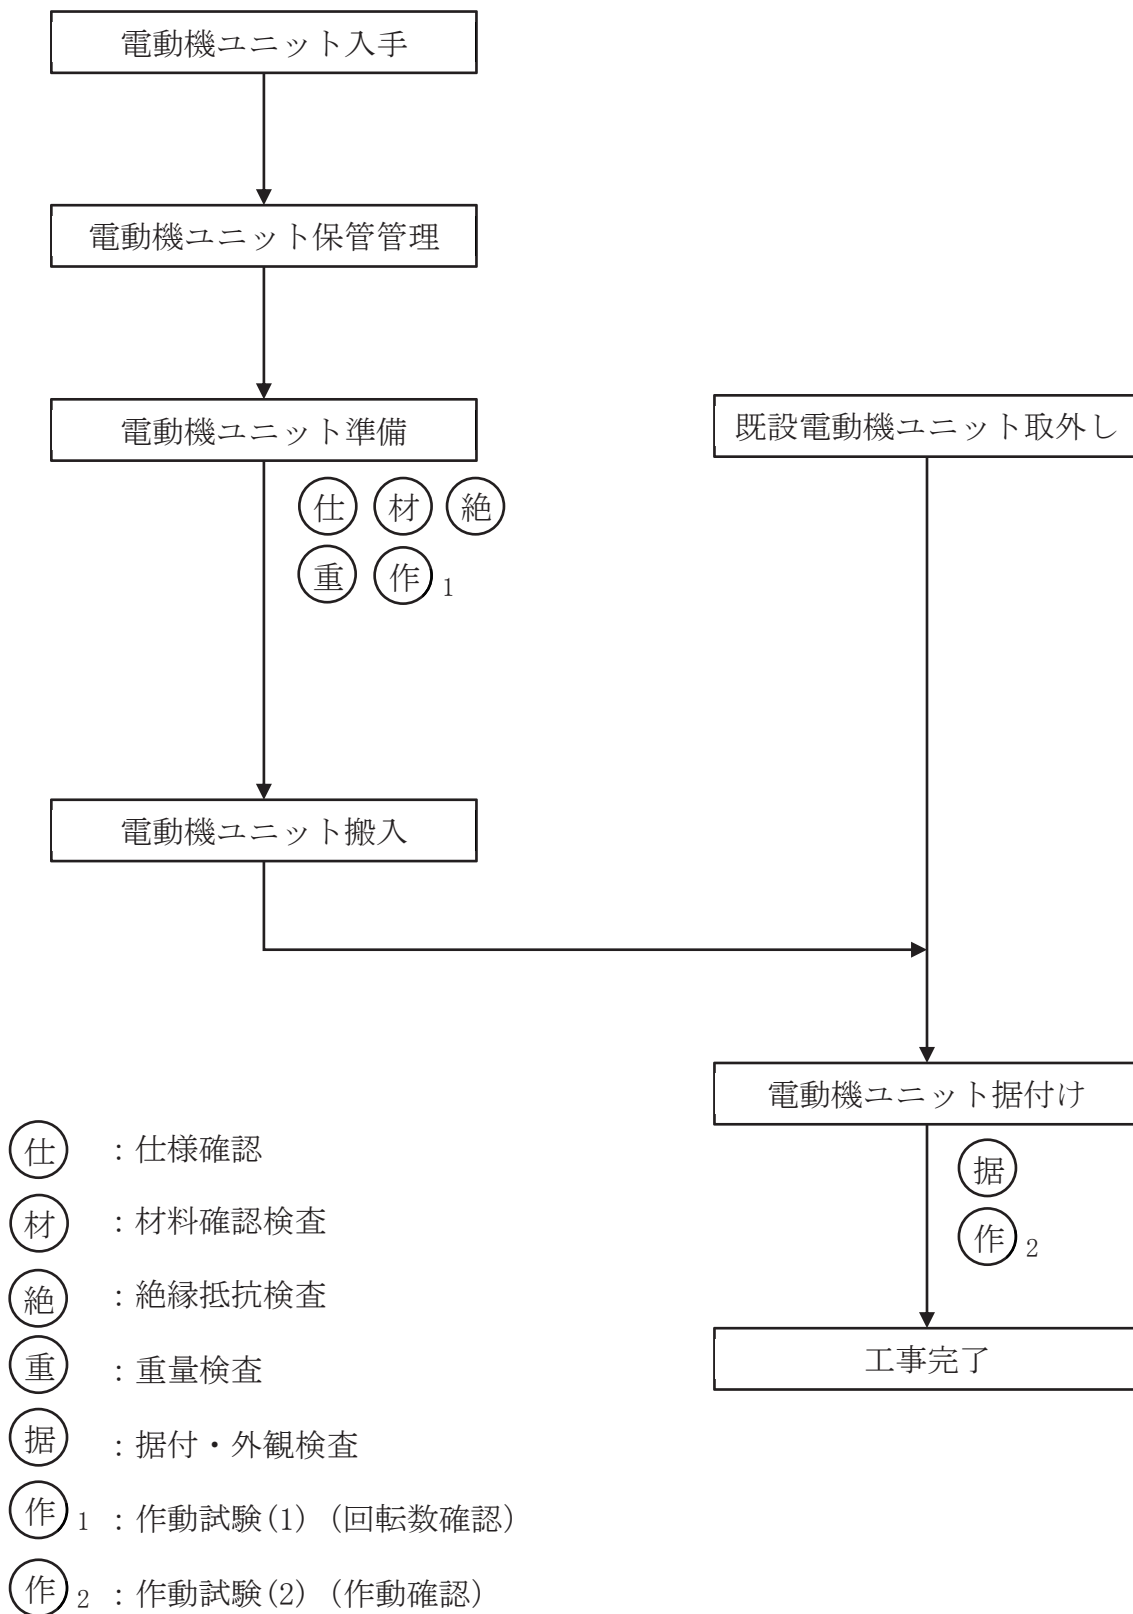 電動機ユニット入手
電動機ユニット保管管理
電動機ユニット準備
仕 材 絶
重 作 1
電動機ユニット搬入
既設電動機ユニット取外し
電動機ユニット据付け
据
作 2
工事完了
仕 : 仕様確認
材 : 材料確認検査
絶 : 絶縁抵抗検査
重 : 重量検査
据 : 据付・外観検査
作 1 : 作動試験(1) (回転数確認)
作 2 : 作動試験(2) (作動確認)